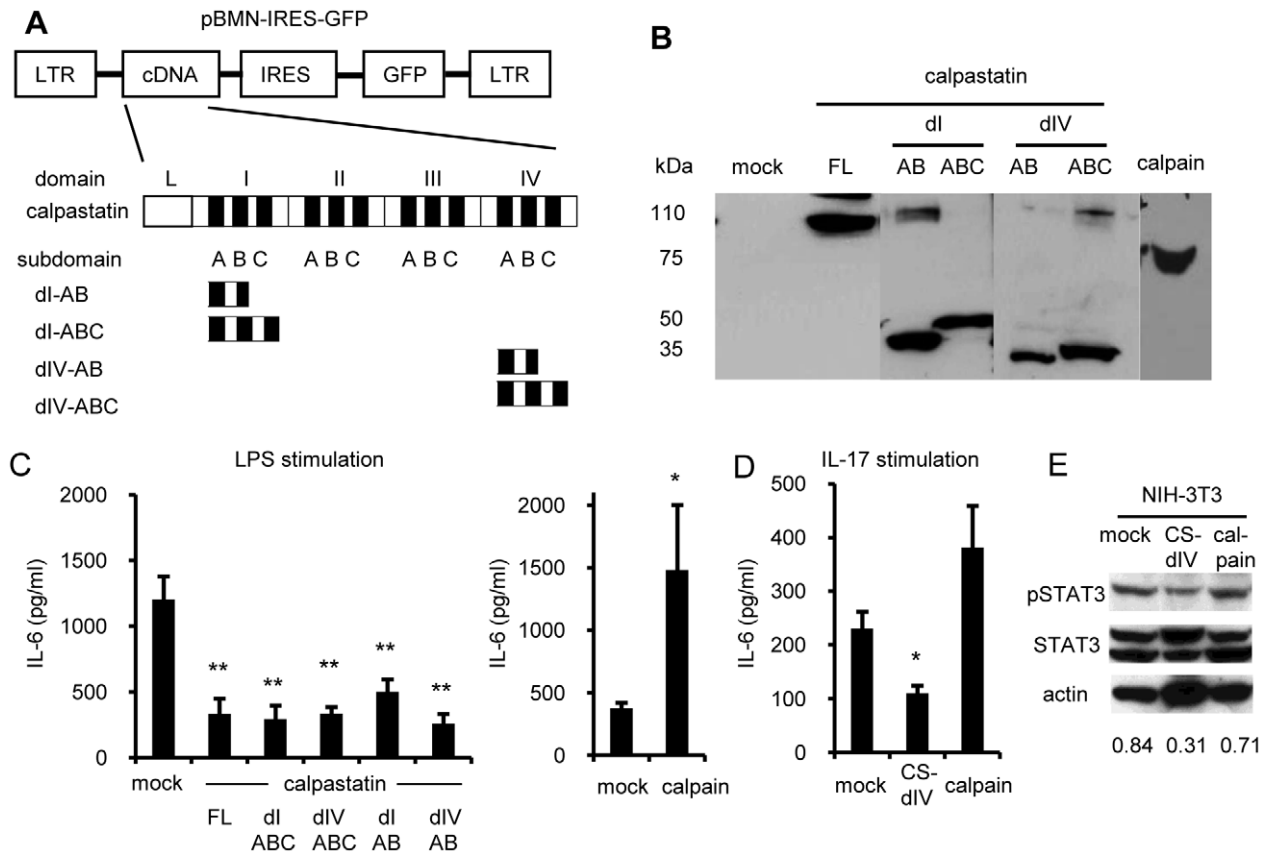 A
pBMN-IRES-GFP
LTR cDNA IRES GFP LTR
domain L I II III IV
calpastatin
subdomain A B C A B C A B C A B C
dI-AB
dI-ABC
dIV-AB
dIV-ABC
B
calpastatin
dI dIV
kDa mock FL AB ABC AB ABC calpain
110
75
50
35
C
LPS stimulation
IL-6 (pg/ml)
2000
1500
1000
500
0
** ** ** ** **
mock calpastatin
FL dI dIV dI dIV
ABC ABC AB AB
IL-6 (pg/ml)
2000
1500
1000
500
0
*
mock calpain
D
IL-17 stimulation
IL-6 (pg/ml)
500
400
300
200
100
0
*
mock CS- calpain
dIV
E
NIH-3T3
mock CS- cal-
dIV pain
pSTAT3
STAT3
actin
0.84 0.31 0.71